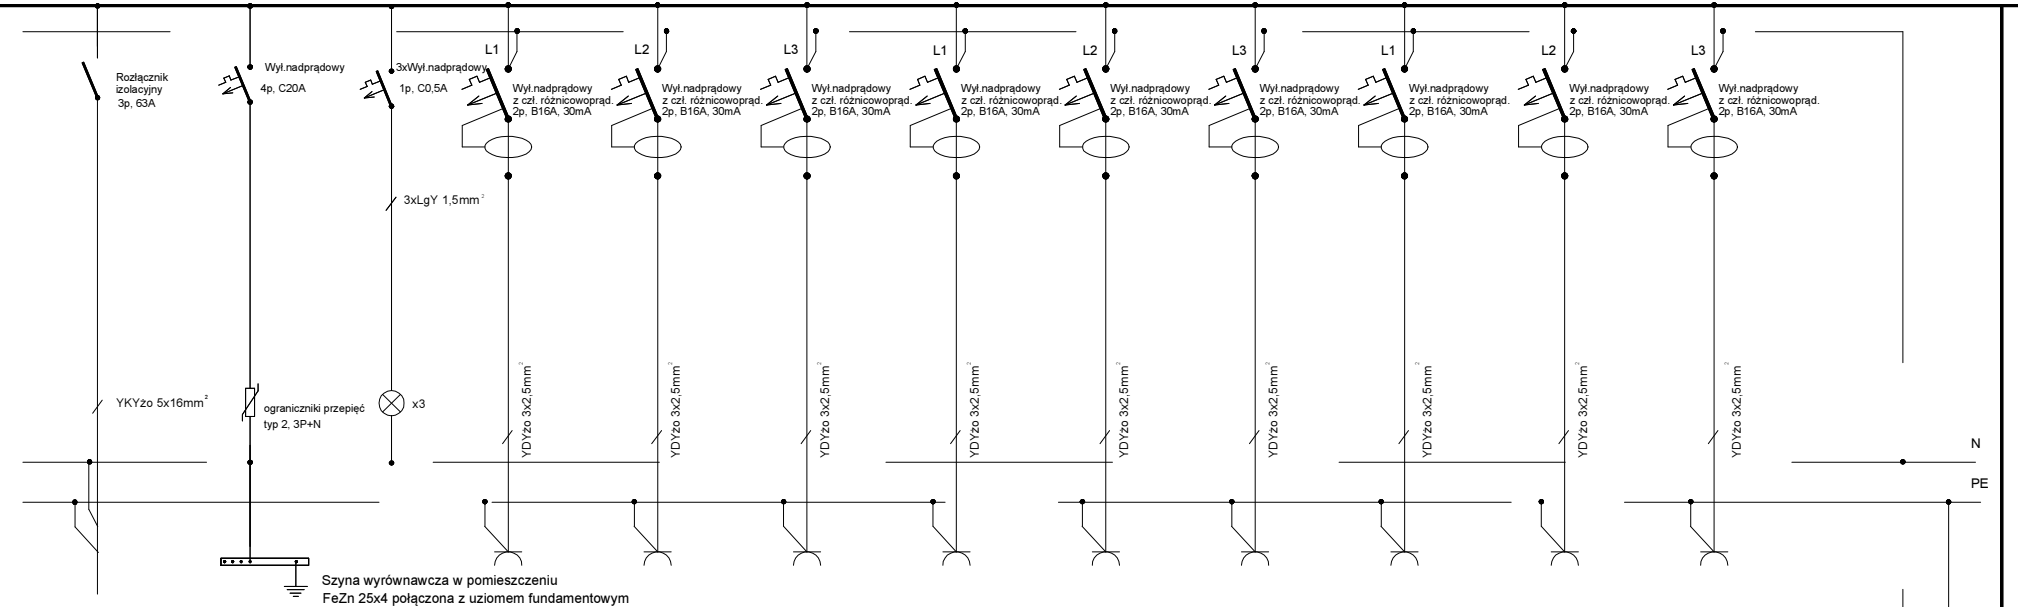 Rozłącznik
izolacyjny
3p, 63A
YKYżo 5x16mm²
Wył.nadprądowy
4p, C20A
ograniczniki przepięć
typ 2, 3P+N
3xWył.nadprądowy
1p, C0,5A
3xLgY 1,5mm²
x3
L1
Wył.nadprądowy
z czł. różnicowoprąd.
2p, B16A, 30mA
YDYżo 3x2,5mm²
L2
Wył.nadprądowy
z czł. różnicowoprąd.
2p, B16A, 30mA
YDYżo 3x2,5mm²
L3
Wył.nadprądowy
z czł. różnicowoprąd.
2p, B16A, 30mA
YDYżo 3x2,5mm²
L1
Wył.nadprądowy
z czł. różnicowoprąd.
2p, B16A, 30mA
YDYżo 3x2,5mm²
L2
Wył.nadprądowy
z czł. różnicowoprąd.
2p, B16A, 30mA
YDYżo 3x2,5mm²
L3
Wył.nadprądowy
z czł. różnicowoprąd.
2p, B16A, 30mA
YDYżo 3x2,5mm²
L1
Wył.nadprądowy
z czł. różnicowoprąd.
2p, B16A, 30mA
YDYżo 3x2,5mm²
L2
Wył.nadprądowy
z czł. różnicowoprąd.
2p, B16A, 30mA
YDYżo 3x2,5mm²
L3
Wył.nadprądowy
z czł. różnicowoprąd.
2p, B16A, 30mA
YDYżo 3x2,5mm²
N
PE
Szyna wyrównawcza w pomieszczeniu
FeZn 25x4 połączona z uziomem fundamentowym